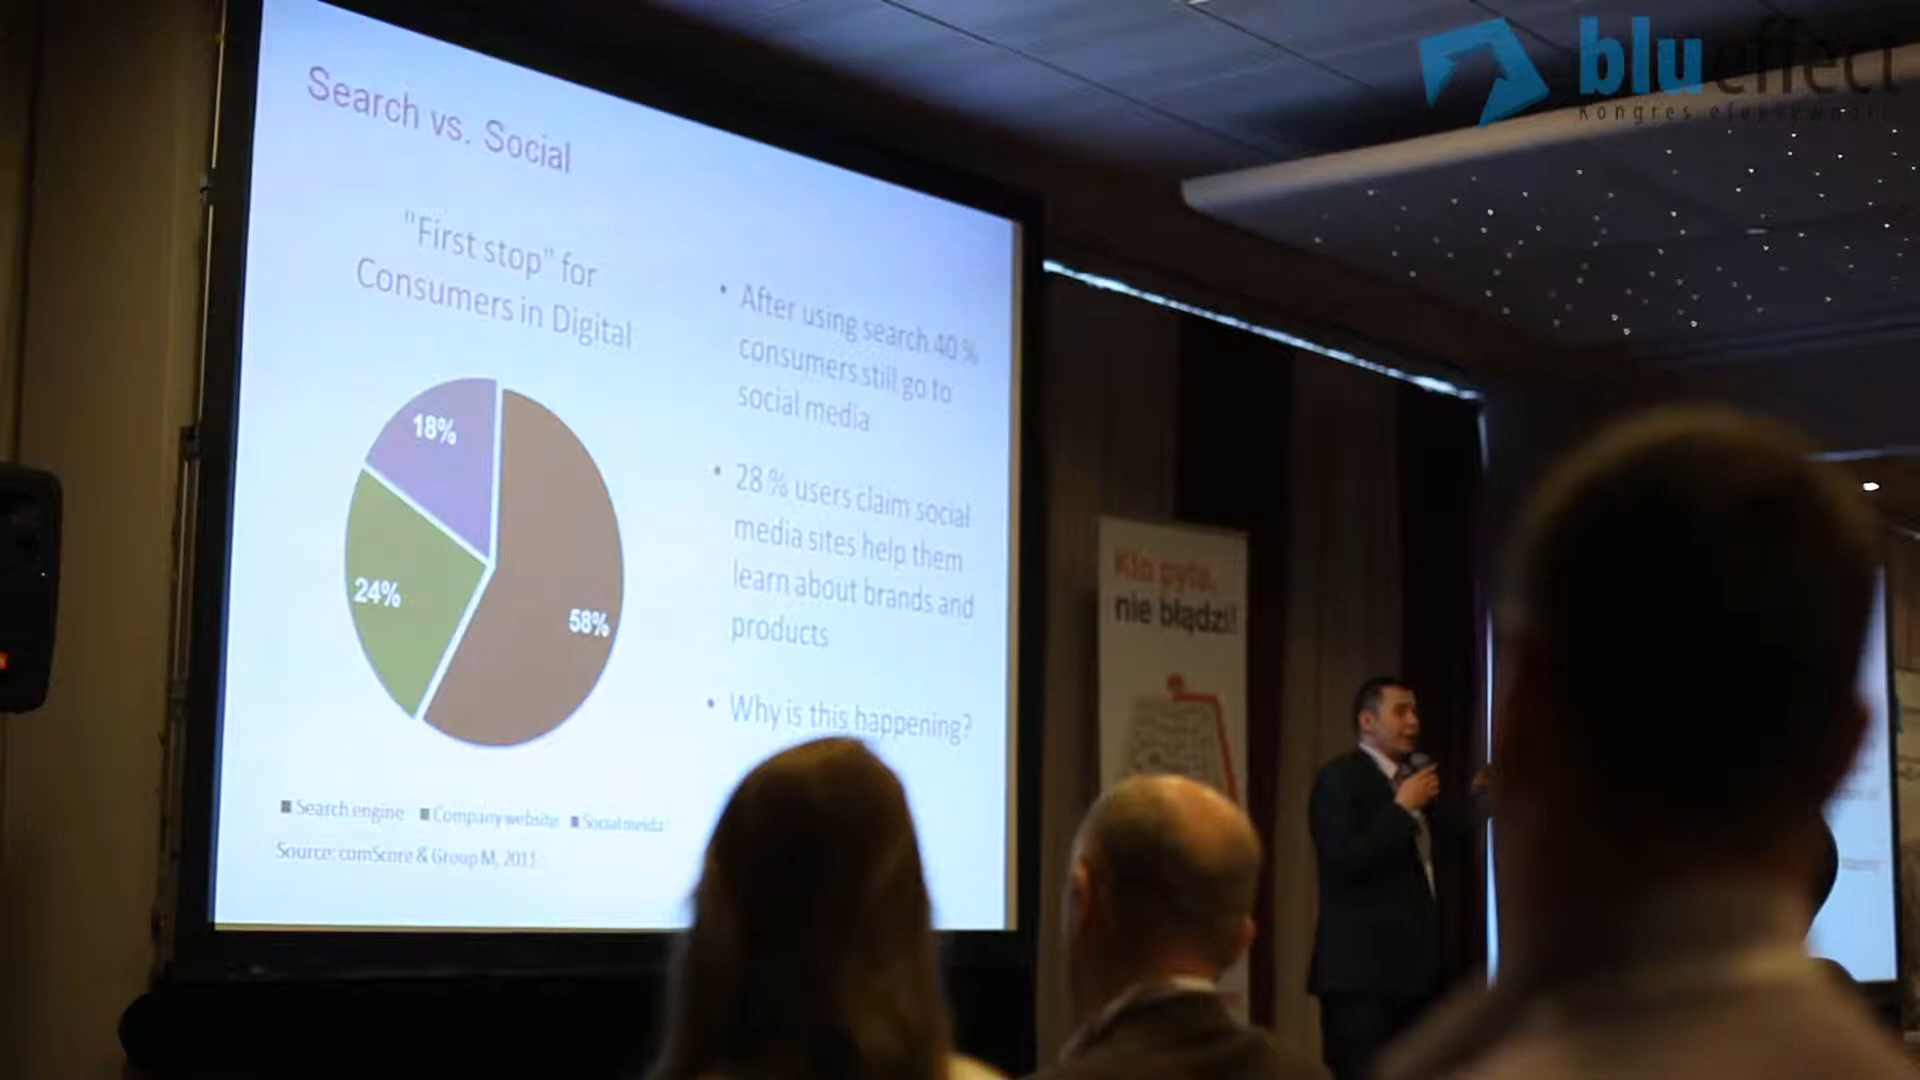 blueffect
Kongres efektywności
Search vs. Social
"First stop" for
Consumers in Digital
18%
24%
58%
Search engine Company website Social meida
Source: comScore & Group M, 2011
• After using search 40 %
consumers still go to
social media
• 28 % users claim social
media sites help them
learn about brands and
products
• Why is this happening?
Kto pyta,
nie błądzi!